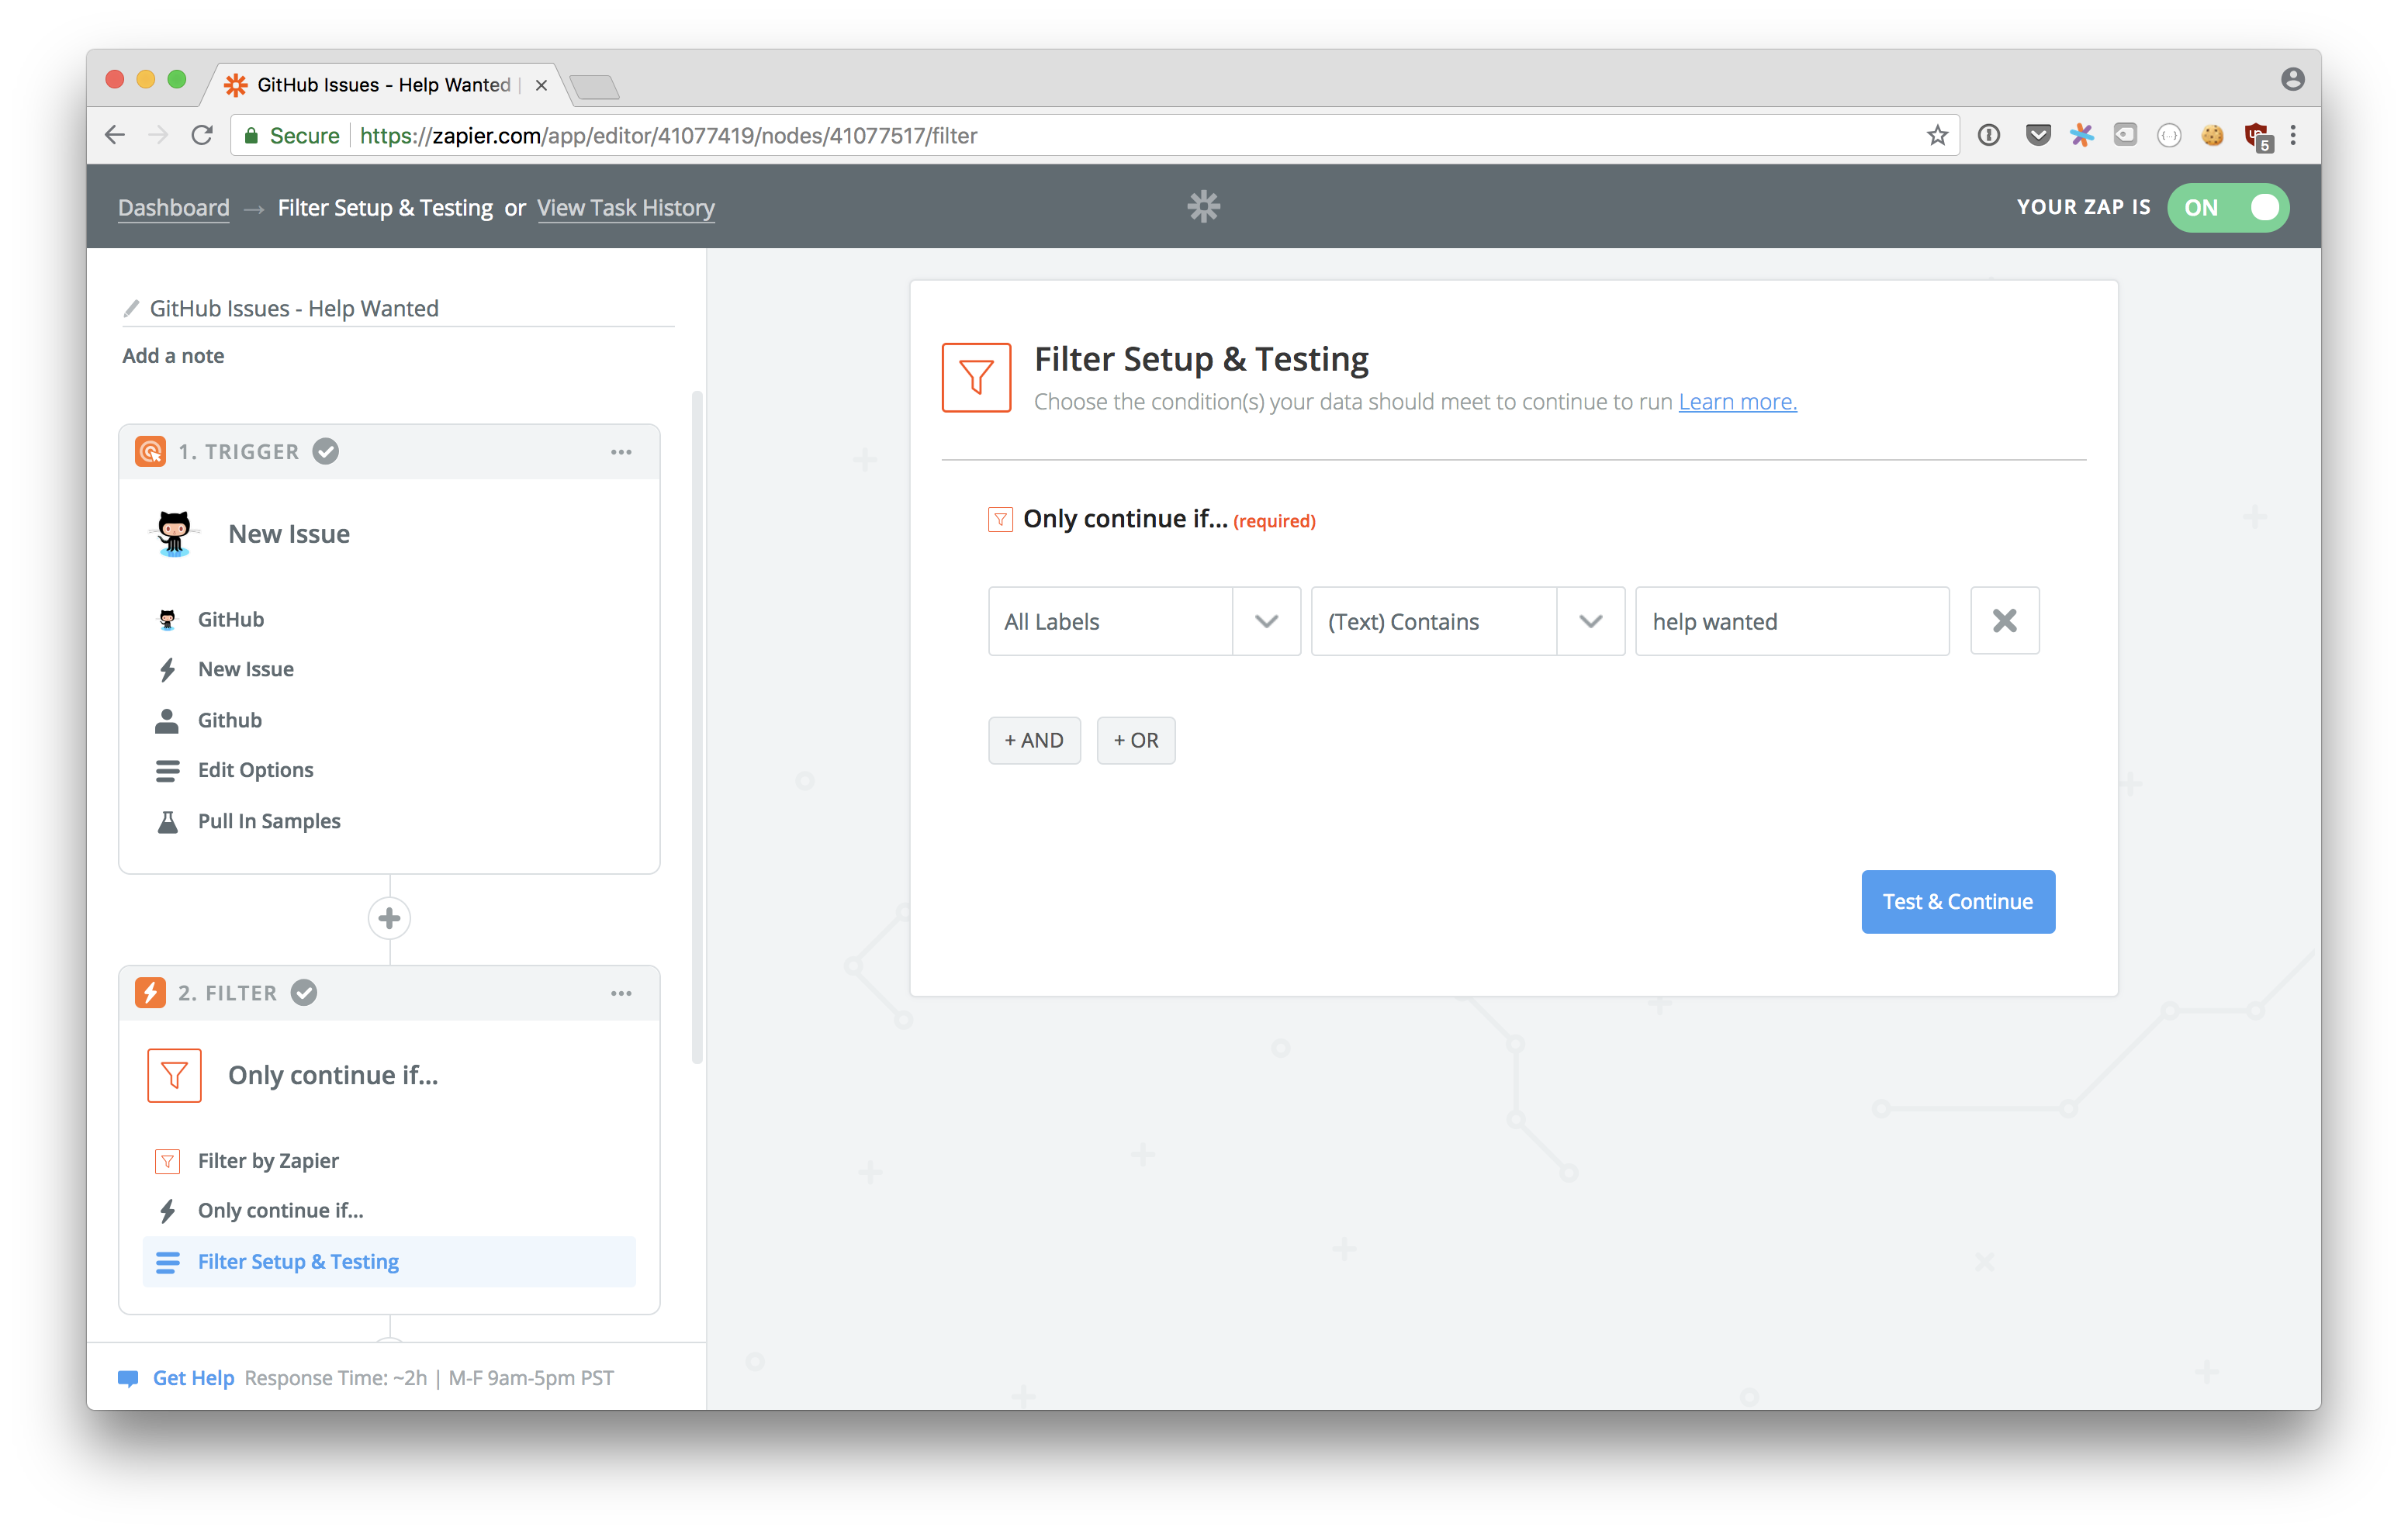 GitHub Issues - Help Wanted |
Secure | https://zapier.com/app/editor/41077419/nodes/41077517/filter
5
Dashboard → Filter Setup & Testing or View Task History
YOUR ZAP IS ON
GitHub Issues - Help Wanted
Add a note
1. TRIGGER
New Issue
GitHub
New Issue
Github
Edit Options
Pull In Samples
2. FILTER
Only continue if...
Filter by Zapier
Only continue if...
Filter Setup & Testing
Get Help Response Time: ~2h | M-F 9am-5pm PST
Filter Setup & Testing
Choose the condition(s) your data should meet to continue to run Learn more.
Only continue if... (required)
All Labels
(Text) Contains
help wanted
+ AND
+ OR
Test & Continue